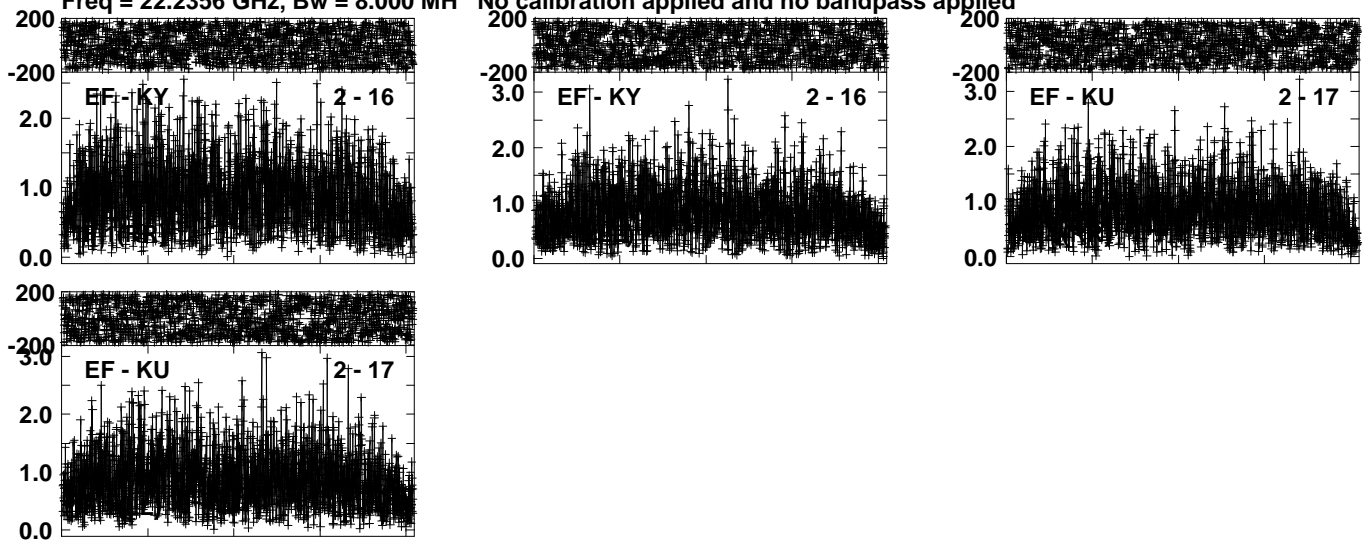 Freq = 22.2356 GHz, Bw = 8.000 MH No calibration applied and no bandpass applied
200 200 200
-200 -200 -200
EF - KY 2 - 16 3.0 EF - KY 2 - 16 3.0 EF - KU 2 - 17
2.0 2.0 2.0
1.0 1.0 1.0
0.0 0.0 0.0
200
-200
3.0 EF - KU 2 - 17
2.0
1.0
0.0